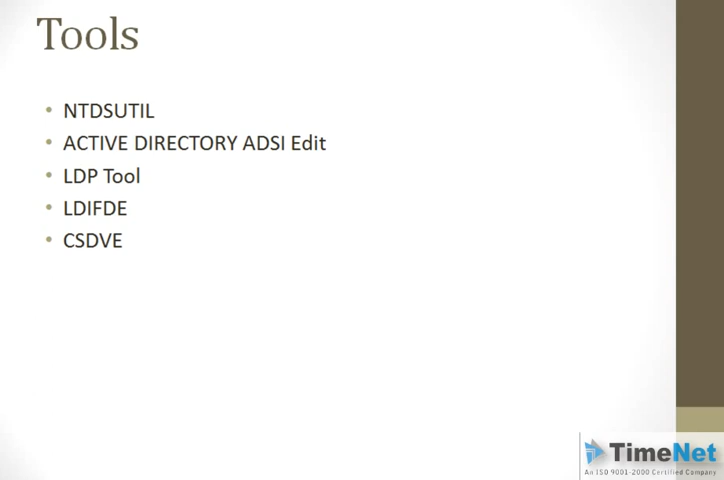 Tools
• NTDSUTIL
• ACTIVE DIRECTORY ADSI Edit
• LDP Tool
• LDIFDE
• CSDVE
TimeNet
An ISO 9001-2000 Certified Company